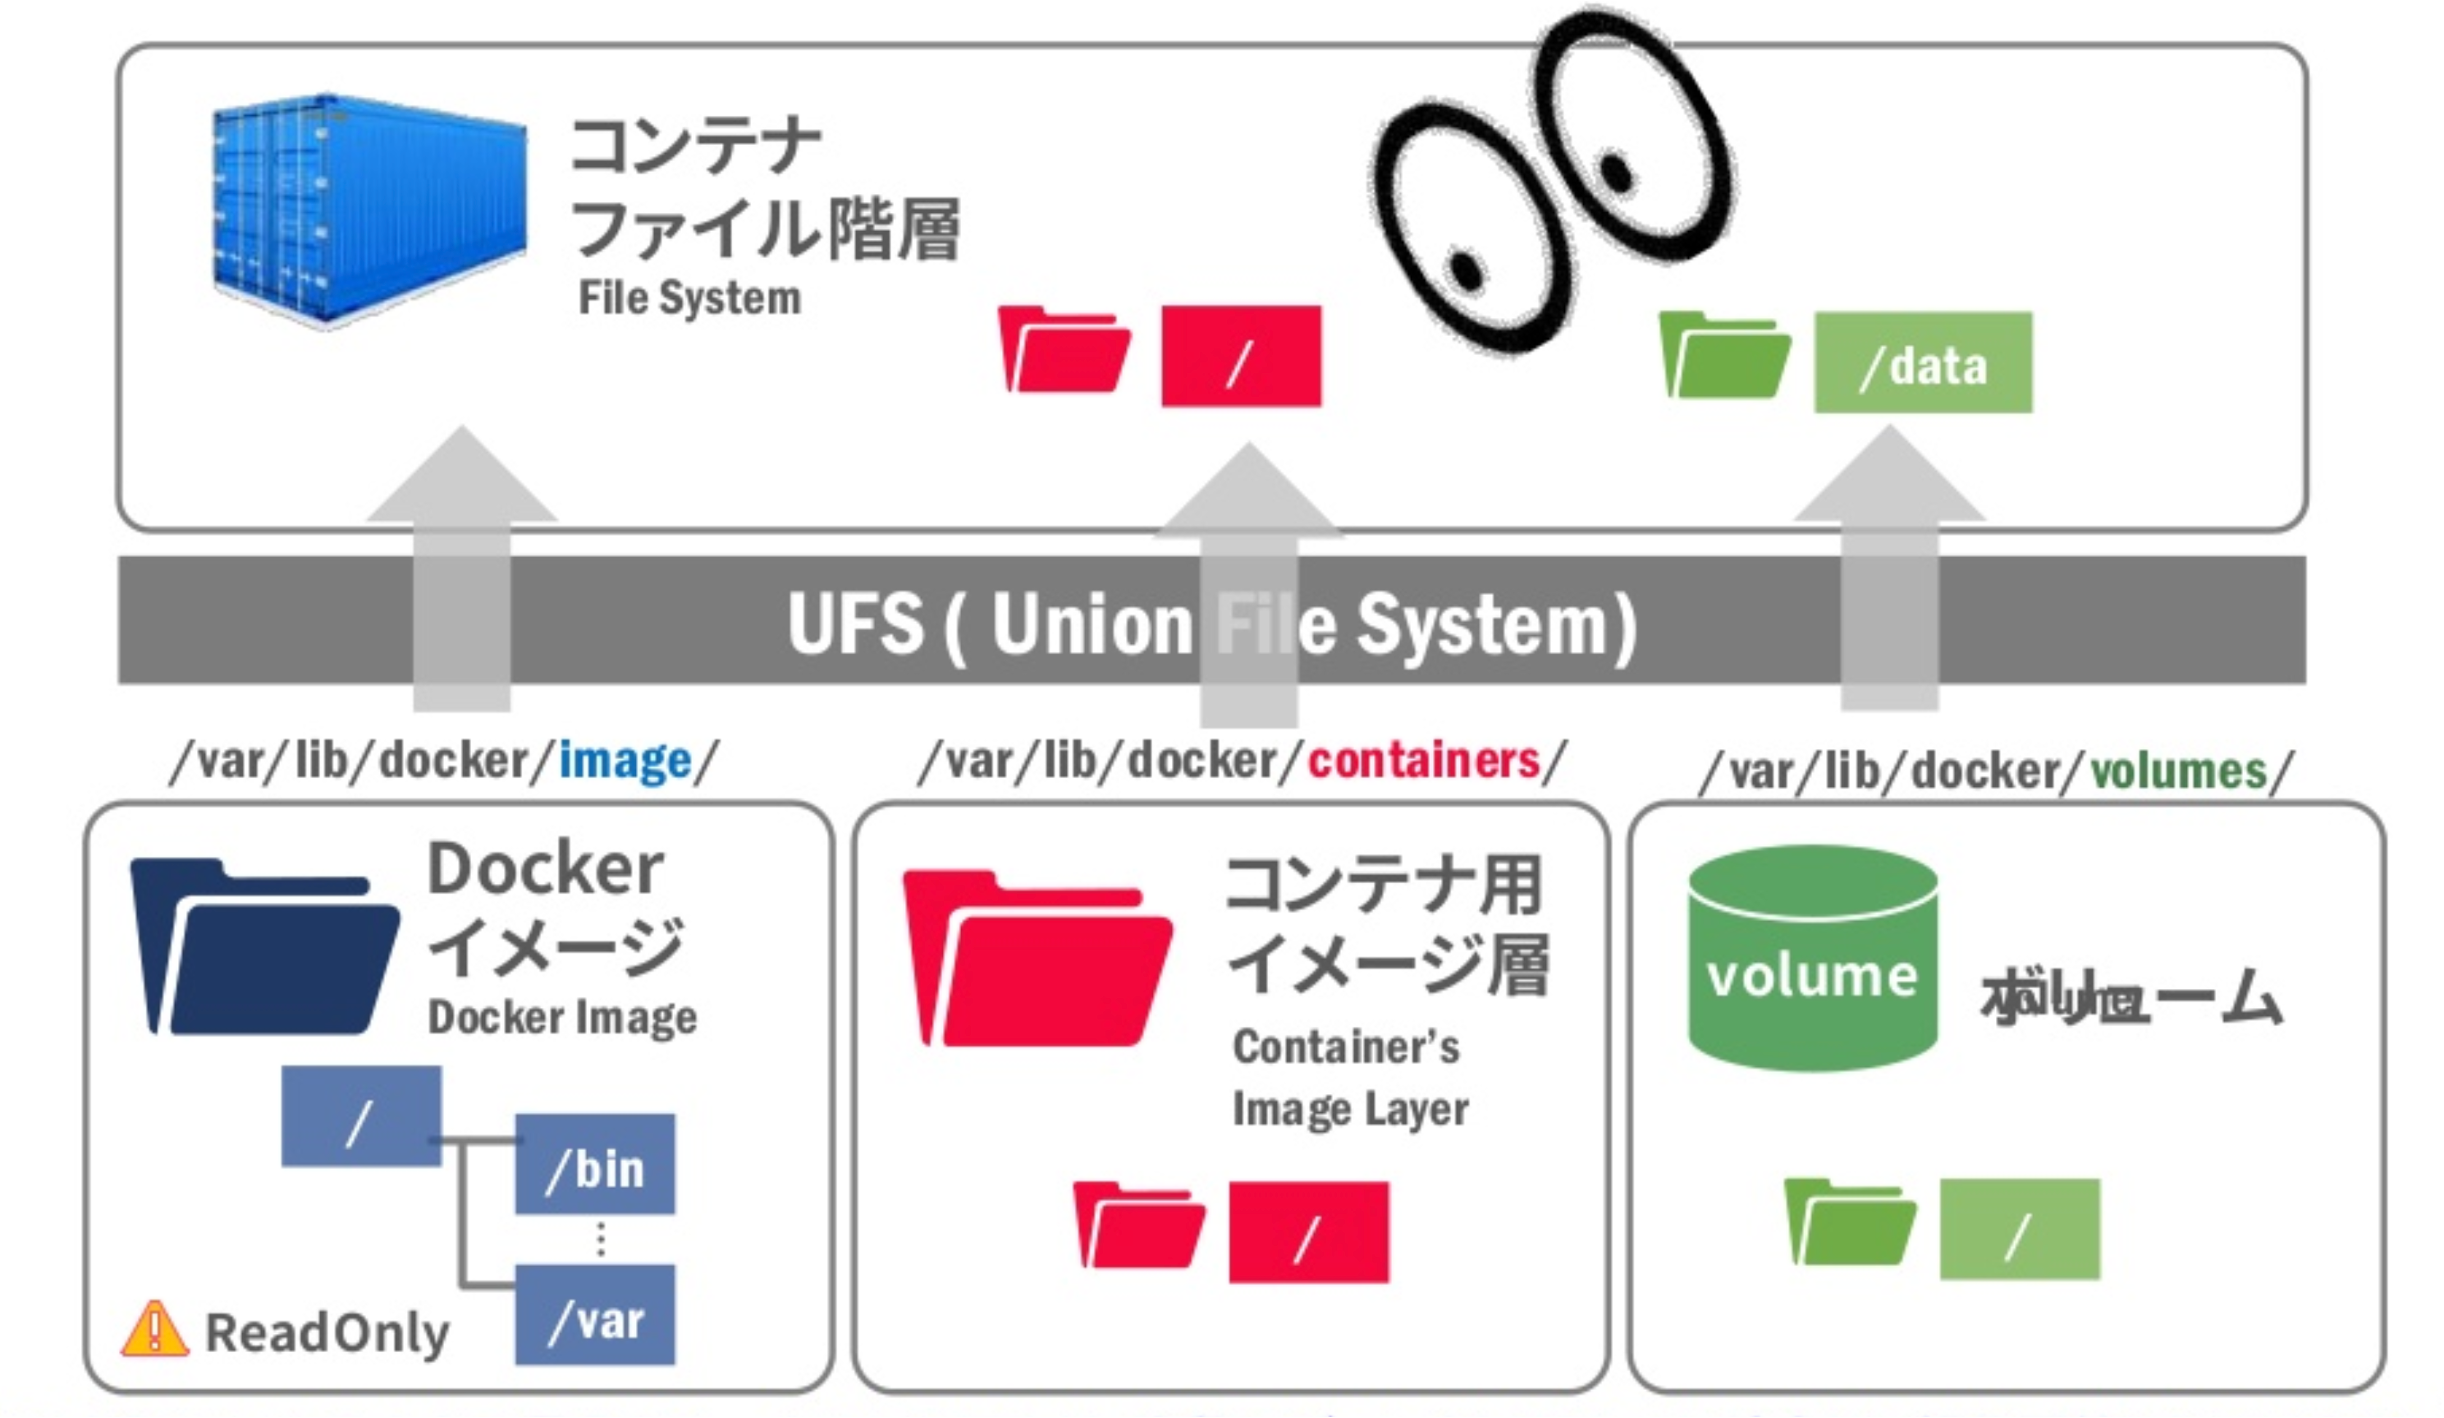 コンテナ
ファイル階層
File System
/
/data
UFS ( Union File System)
/var/lib/docker/image/
/var/lib/docker/containers/
/var/lib/docker/volumes/
Docker
イメージ
Docker Image
/
/bin
/var
ReadOnly
コンテナ用
イメージ層
Container's
Image Layer
/
volume
ボリューム
volume
/